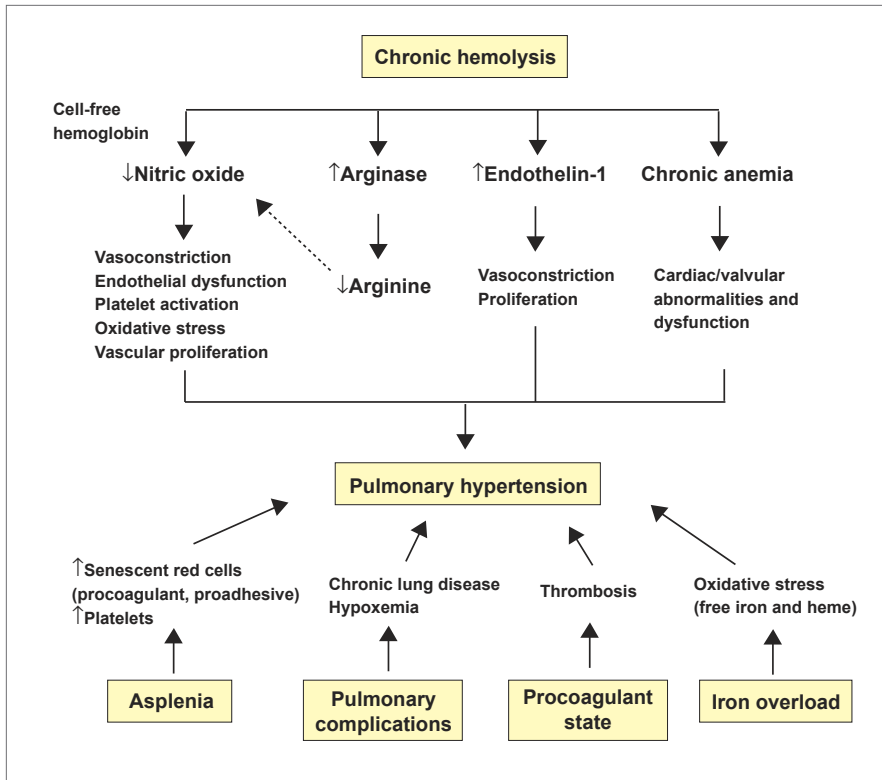 Chronic hemolysis
Cell-free
hemoglobin
↓Nitric oxide
↑Arginase
↑Endothelin-1
Chronic anemia
Vasoconstriction
Endothelial dysfunction
Platelet activation
Oxidative stress
Vascular proliferation
↓Arginine
Vasoconstriction
Proliferation
Cardiac/valvular
abnormalities and
dysfunction
Pulmonary hypertension
↑Senescent red cells
(procoagulant, proadhesive)
↑Platelets
Chronic lung disease
Hypoxemia
Thrombosis
Oxidative stress
(free iron and heme)
Asplenia
Pulmonary
complications
Procoagulant
state
Iron overload